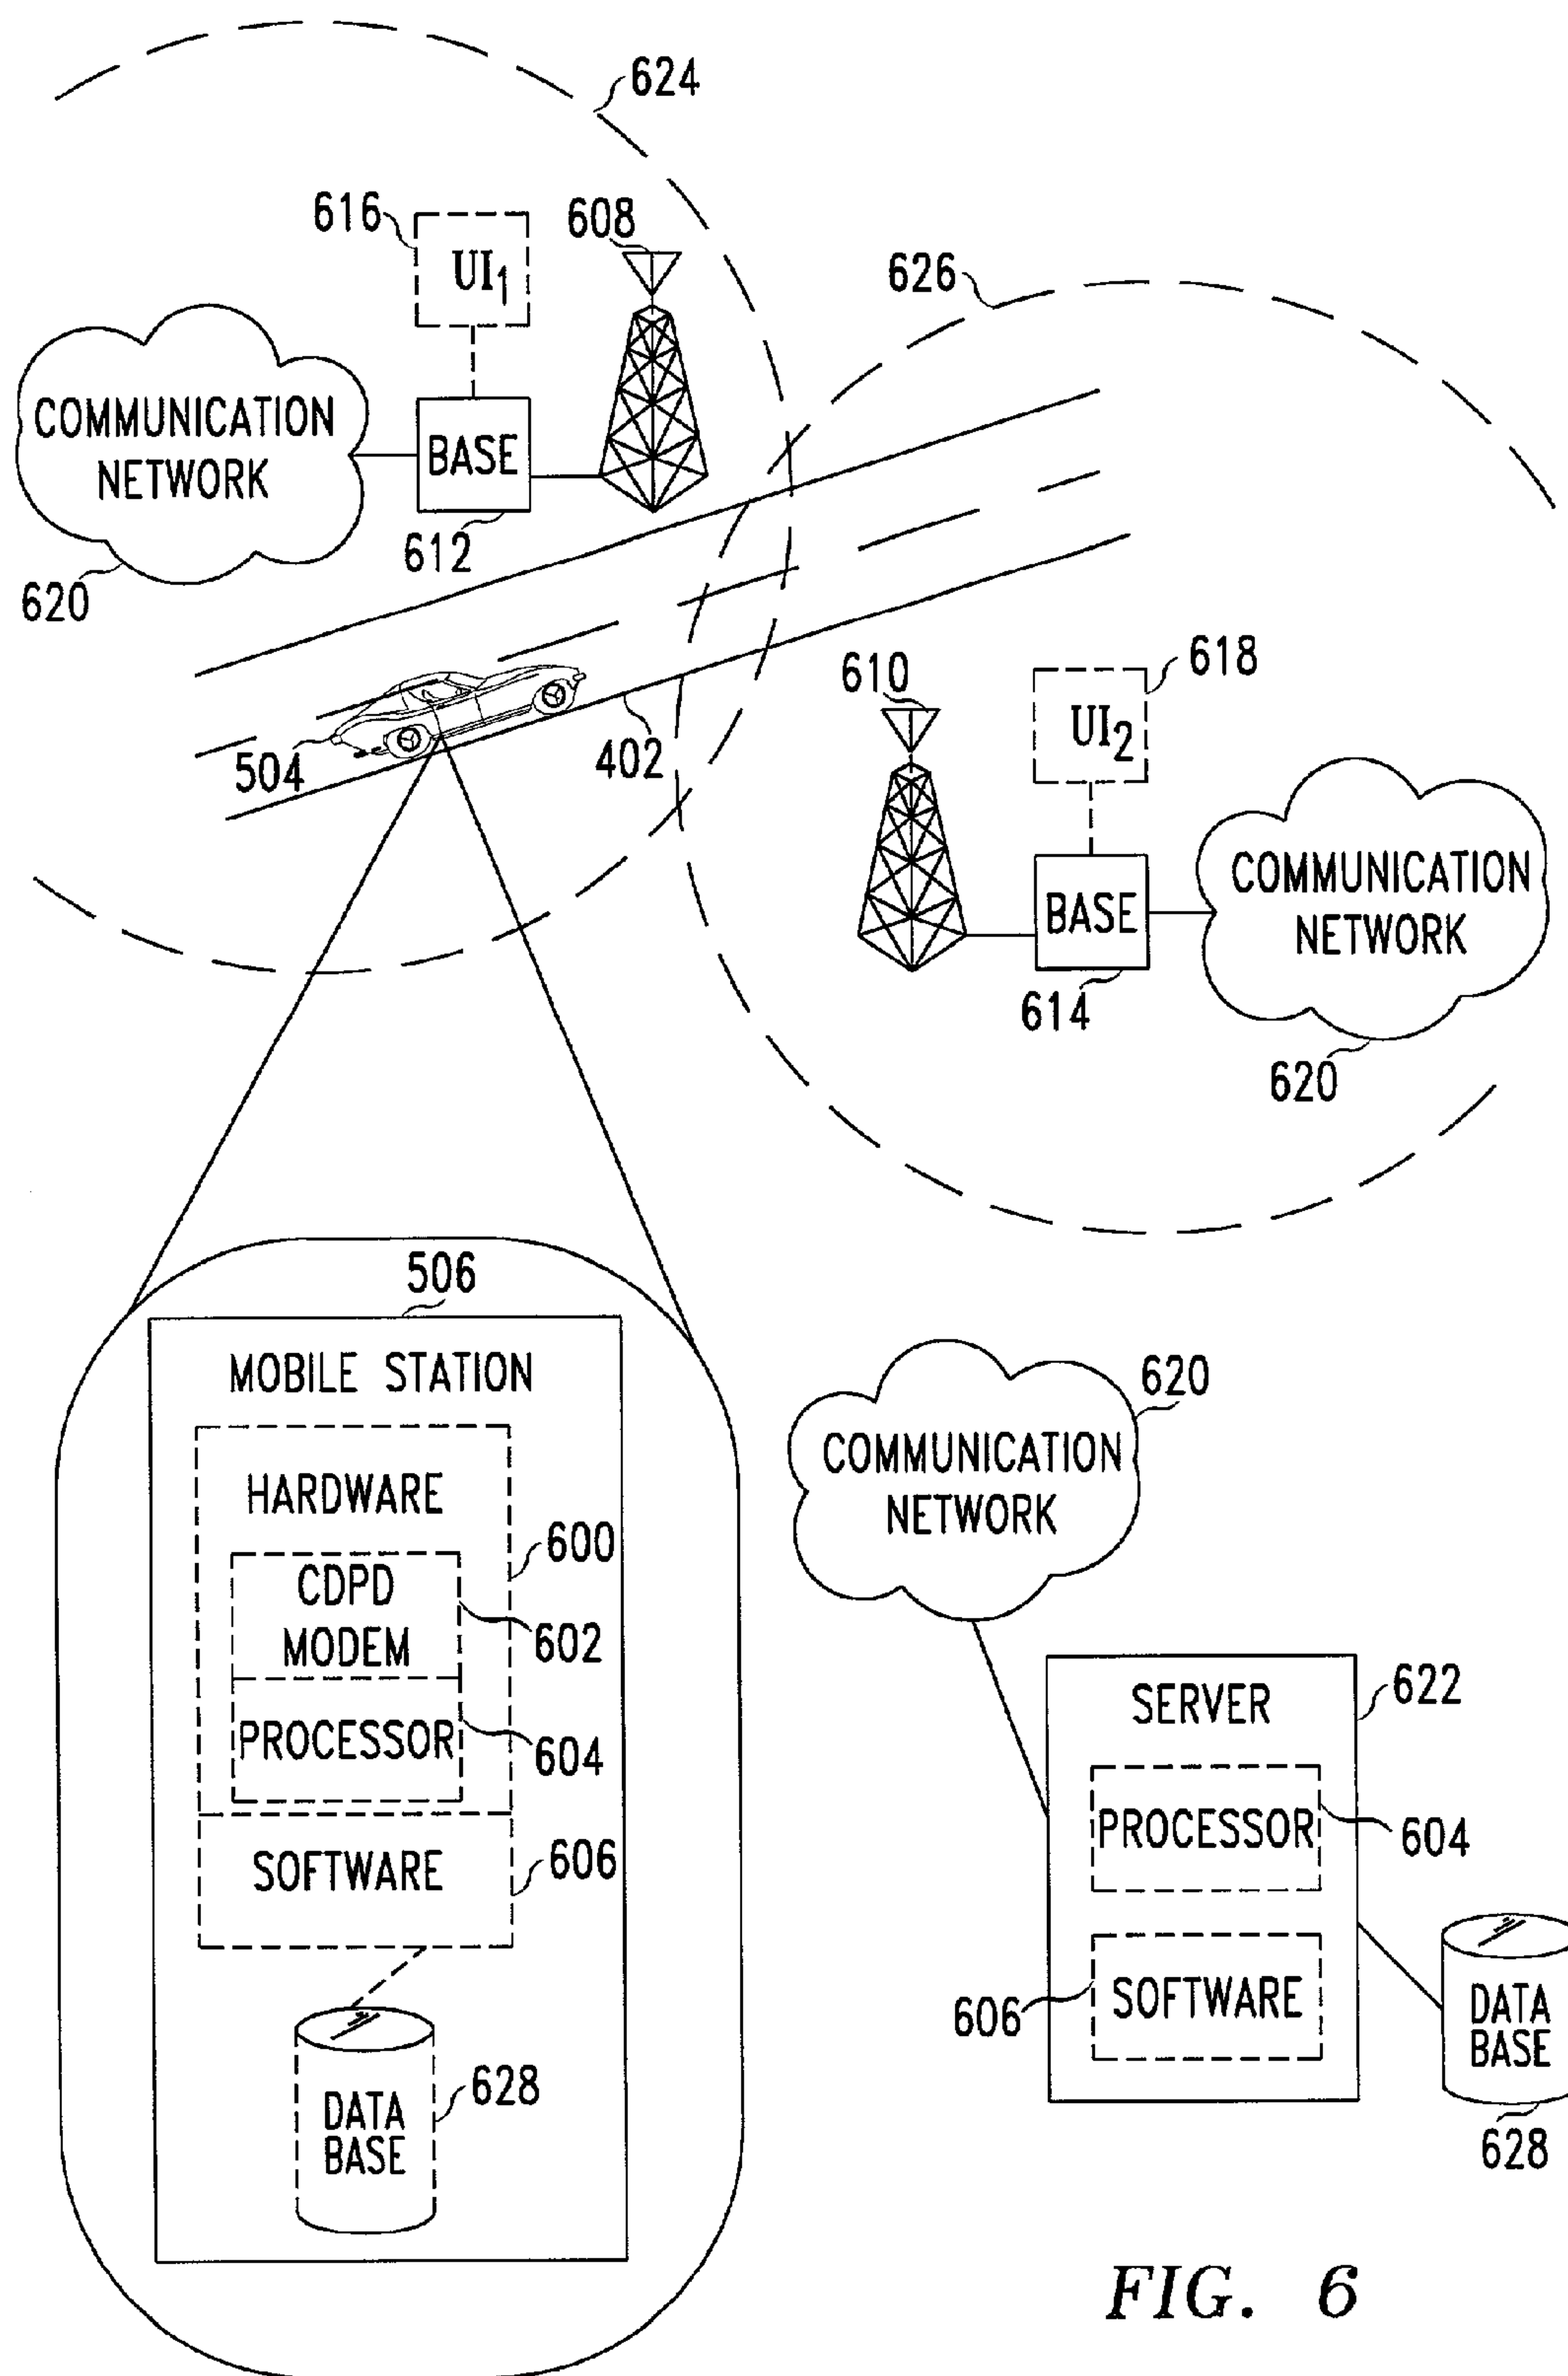 624
616
608
UI1
626
COMMUNICATION
NETWORK
BASE
612
620
610
618
UI2
504
402
COMMUNICATION
NETWORK
BASE
614
620
506
MOBILE STATION
HARDWARE
600
CDPD
MODEM
602
PROCESSOR
604
SOFTWARE
606
DATA
BASE
628
620
COMMUNICATION
NETWORK
622
SERVER
PROCESSOR
604
SOFTWARE
606
DATA
BASE
628
FIG. 6